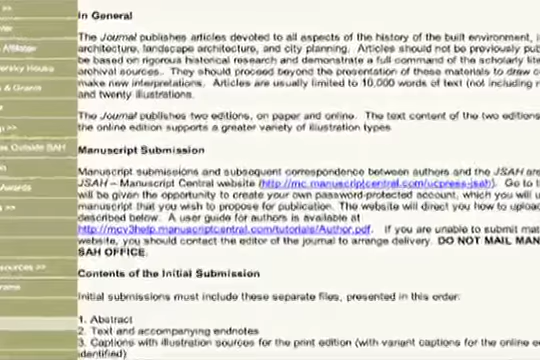 In General
The Journal publishes articles devoted to all aspects of the history of the built environment,
architecture, landscape architecture, and city planning. Articles should not be previously
be based on rigorous historical research and demonstrate a full command of the scholarly
archival sources. They should proceed beyond the presentation of these materials to draw
make new interpretations. Articles are usually limited to 10,000 words of text (not including
and twenty illustrations.
The Journal publishes two editions, on paper and online. The text content of the two editions
the online edition supports a greater variety of illustration types.
Manuscript Submission
Manuscript submissions and subsequent correspondence between authors and the JSAH are
JSAH – Manuscript Central website (http://mc.manuscriptcentral.com/ucpress-jsah). Go to
will be given the opportunity to create your own password-protected account, which you will
manuscript that you wish to propose for publication. The website will direct you how to upload
described below. A user guide for authors is available at
http://mcv3help.manuscriptcentral.com/tutorials/Author.pdf. If you are unable to submit
website, you should contact the editor of the journal to arrange delivery. DO NOT MAIL
SAH OFFICE.
Contents of the Initial Submission
Initial submissions must include these separate files, presented in this order:
1. Abstract
2. Text and accompanying endnotes
3. Captions with illustration sources for the print edition (with variant captions for the online
identified)
>>
& Grants
>>
Outside SAH
Awards
>>
>>